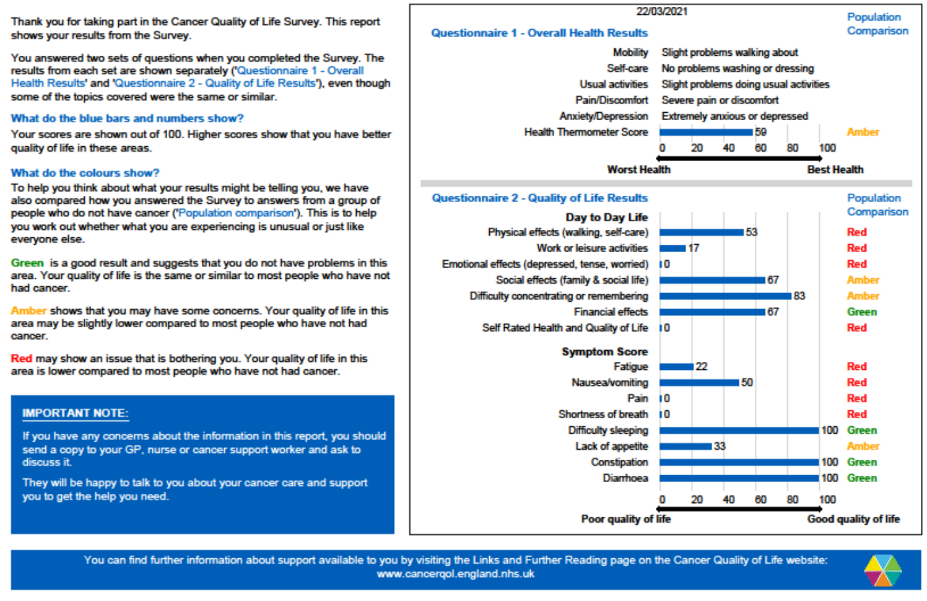 Thank you for taking part in the Cancer Quality of Life Survey. This report
shows your results from the Survey.
You answered two sets of questions when you completed the Survey. The
results from each set are shown separately ('Questionnaire 1 - Overall
Health Results' and 'Questionnaire 2 - Quality of Life Results'), even though
some of the topics covered were the same or similar.
What do the blue bars and numbers show?
Your scores are shown out of 100. Higher scores show that you have better
quality of life in these areas.
What do the colours show?
To help you think about what your results might be telling you, we have
also compared how you answered the Survey to answers from a group of
people who do not have cancer ('Population comparison'). This is to help
you work out whether what you are experiencing is unusual or just like
everyone else.
Green is a good result and suggests that you do not have problems in this
area. Your quality of life is the same or similar to most people who have not
had cancer.
Amber shows that you may have some concerns. Your quality of life in this
area may be slightly lower compared to most people who have not had
cancer.
Red may show an issue that is bothering you. Your quality of life in this
area is lower compared to most people who have not had cancer.
IMPORTANT NOTE:
If you have any concerns about the information in this report, you should
send a copy to your GP, nurse or cancer support worker and ask to
discuss it.
They will be happy to talk to you about your cancer care and support
you to get the help you need.
22/03/2021
Population
Comparison
Questionnaire 1 - Overall Health Results
Mobility Slight problems walking about
Self-care No problems washing or dressing
Usual activities Slight problems doing usual activities
Pain/Discomfort Severe pain or discomfort
Anxiety/Depression Extremely anxious or depressed
Health Thermometer Score 59 Amber
0 20 40 60 80 100
Worst Health Best Health
Questionnaire 2 - Quality of Life Results Population
Comparison
Day to Day Life
Physical effects (walking, self-care) 53 Red
Work or leisure activities 17 Red
Emotional effects (depressed, tense, worried) 0 Red
Social effects (family & social life) 67 Amber
Difficulty concentrating or remembering 83 Amber
Financial effects 67 Green
Self Rated Health and Quality of Life 0 Red
Symptom Score
Fatigue 22 Red
Nausea/vomiting 50 Red
Pain 0 Red
Shortness of breath 0 Red
Difficulty sleeping 100 Green
Lack of appetite 33 Amber
Constipation 100 Green
Diarrhoea 100 Green
0 20 40 60 80 100
Poor quality of life Good quality of life
You can find further information about support available to you by visiting the Links and Further Reading page on the Cancer Quality of Life website:
www.cancerqol.england.nhs.uk